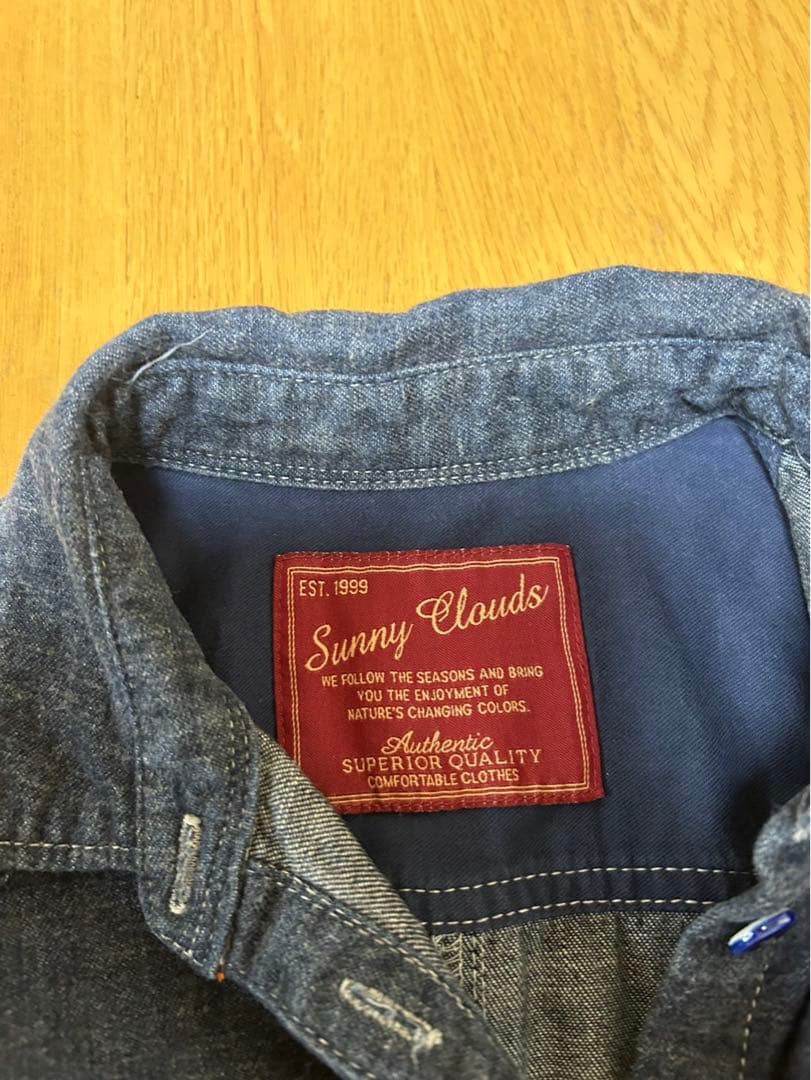 EST. 1999
Sunny Clouds
WE FOLLOW THE SEASONS AND BRING
YOU THE ENJOYMENT OF
NATURE'S CHANGING COLORS.
Authentic
SUPERIOR QUALITY
COMFORTABLE CLOTHES